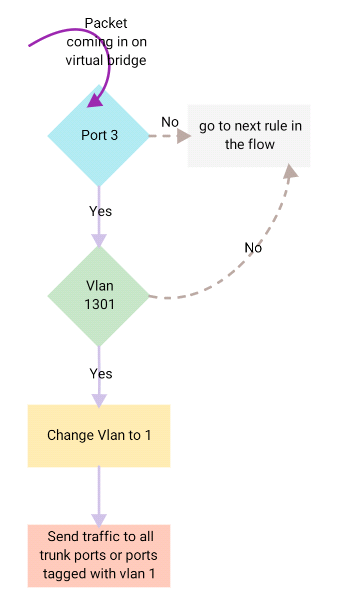 Packet
coming in on
virtual bridge
Port 3
No
go to next rule in
the flow
Yes
Vlan
1301
No
Yes
Change Vlan to 1
Send traffic to all
trunk ports or ports
tagged with vlan 1